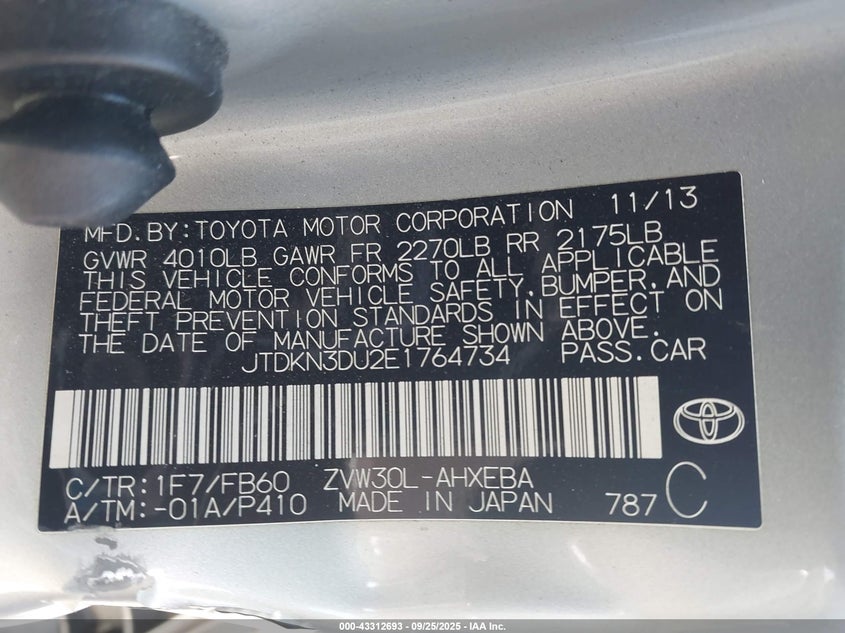 MFD.BY:TOYOTA MOTOR CORPORATION 11/13
GVWR 4010LB GAWR FR 2270LB RR 2175LB
THIS VEHICLE CONFORMS TO ALL APPLICABLE
FEDERAL MOTOR VEHICLE SAFETY,BUMPER,AND
THEFT PREVENTION STANDARDS IN EFFECT ON
THE DATE OF MANUFACTURE SHOWN ABOVE.
JTDKN3DU2E1764734 PASS.CAR
C/TR:1F7/FB60 ZVW30L-AHXEBA
A/TM:-01A/P410 MADE IN JAPAN 787 C
000-43312693 - 09/25/2025 - IAA Inc.